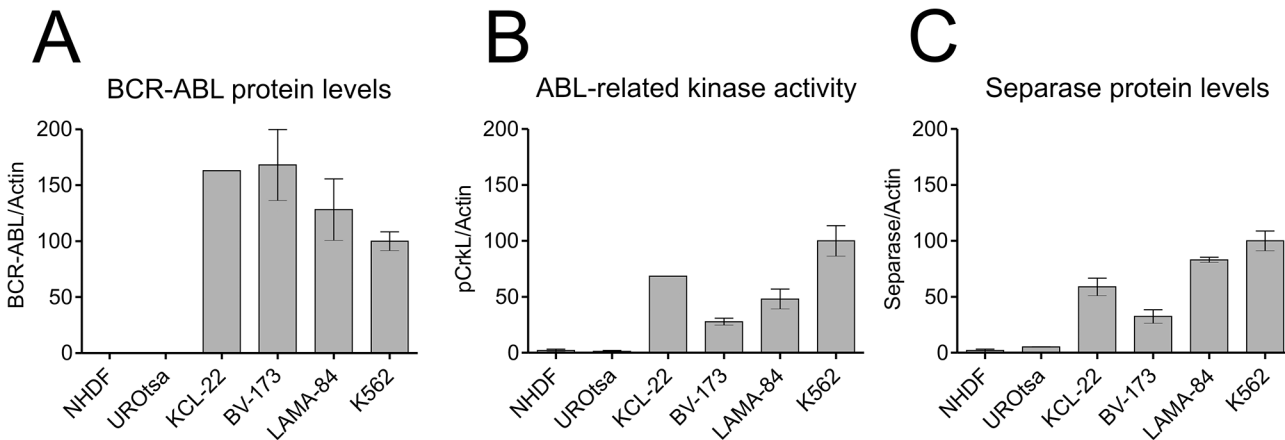 A
BCR-ABL protein levels
BCR-ABL/Actin
200
150
100
50
0
NHDF
UROtsa
KCL-22
BV-173
LAMA-84
K562
B
ABL-related kinase activity
pCrkL/Actin
200
150
100
50
0
NHDF
UROtsa
KCL-22
BV-173
LAMA-84
K562
C
Separase protein levels
Separase/Actin
200
150
100
50
0
NHDF
UROtsa
KCL-22
BV-173
LAMA-84
K562